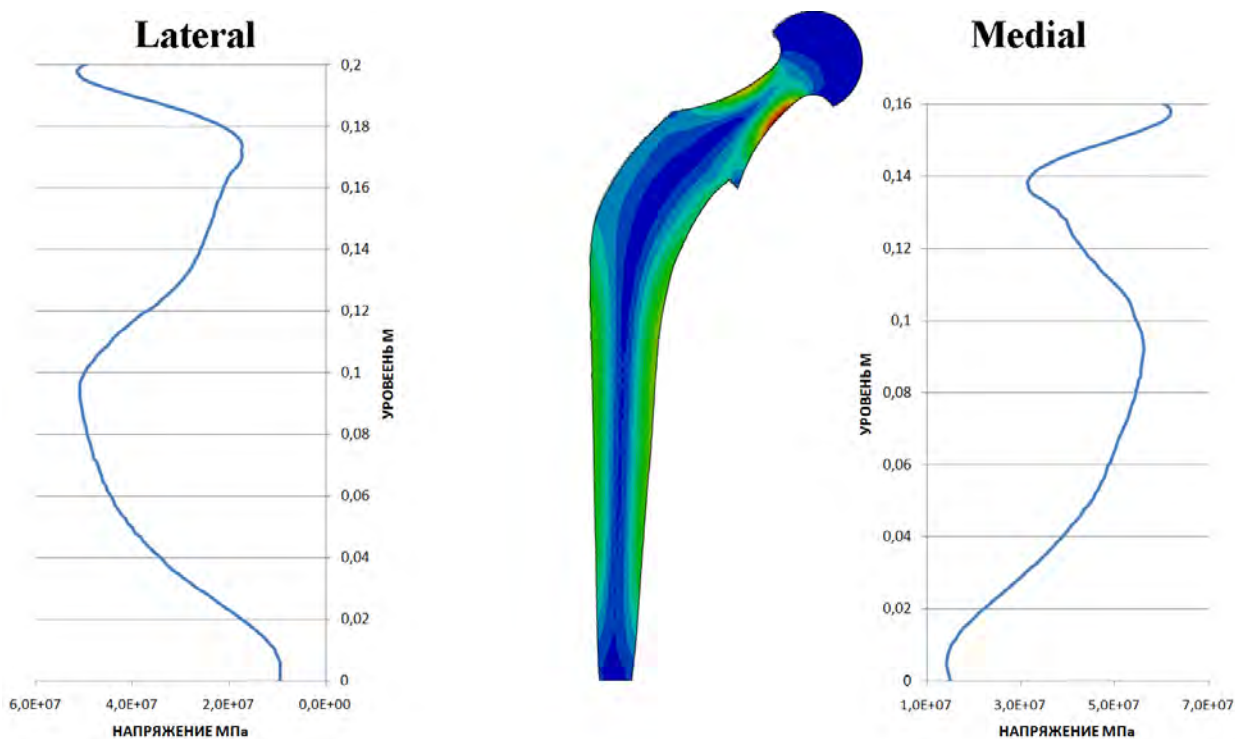 Lateral
Medial
0,2
0,18
0,16
0,14
0,12
0,1
0,08
0,06
0,04
0,02
0
УРОВЕЕНЬ М
6,0E+07 4,0E+07 2,0E+07 0,0E+00
НАПРЯЖЕНИЕ МПа
0,16
0,14
0,12
0,1
0,08
0,06
0,04
0,02
0
УРОВЕНЬ М
1,0E+07 3,0E+07 5,0E+07 7,0E+07
НАПРЯЖЕНИЕ МПа